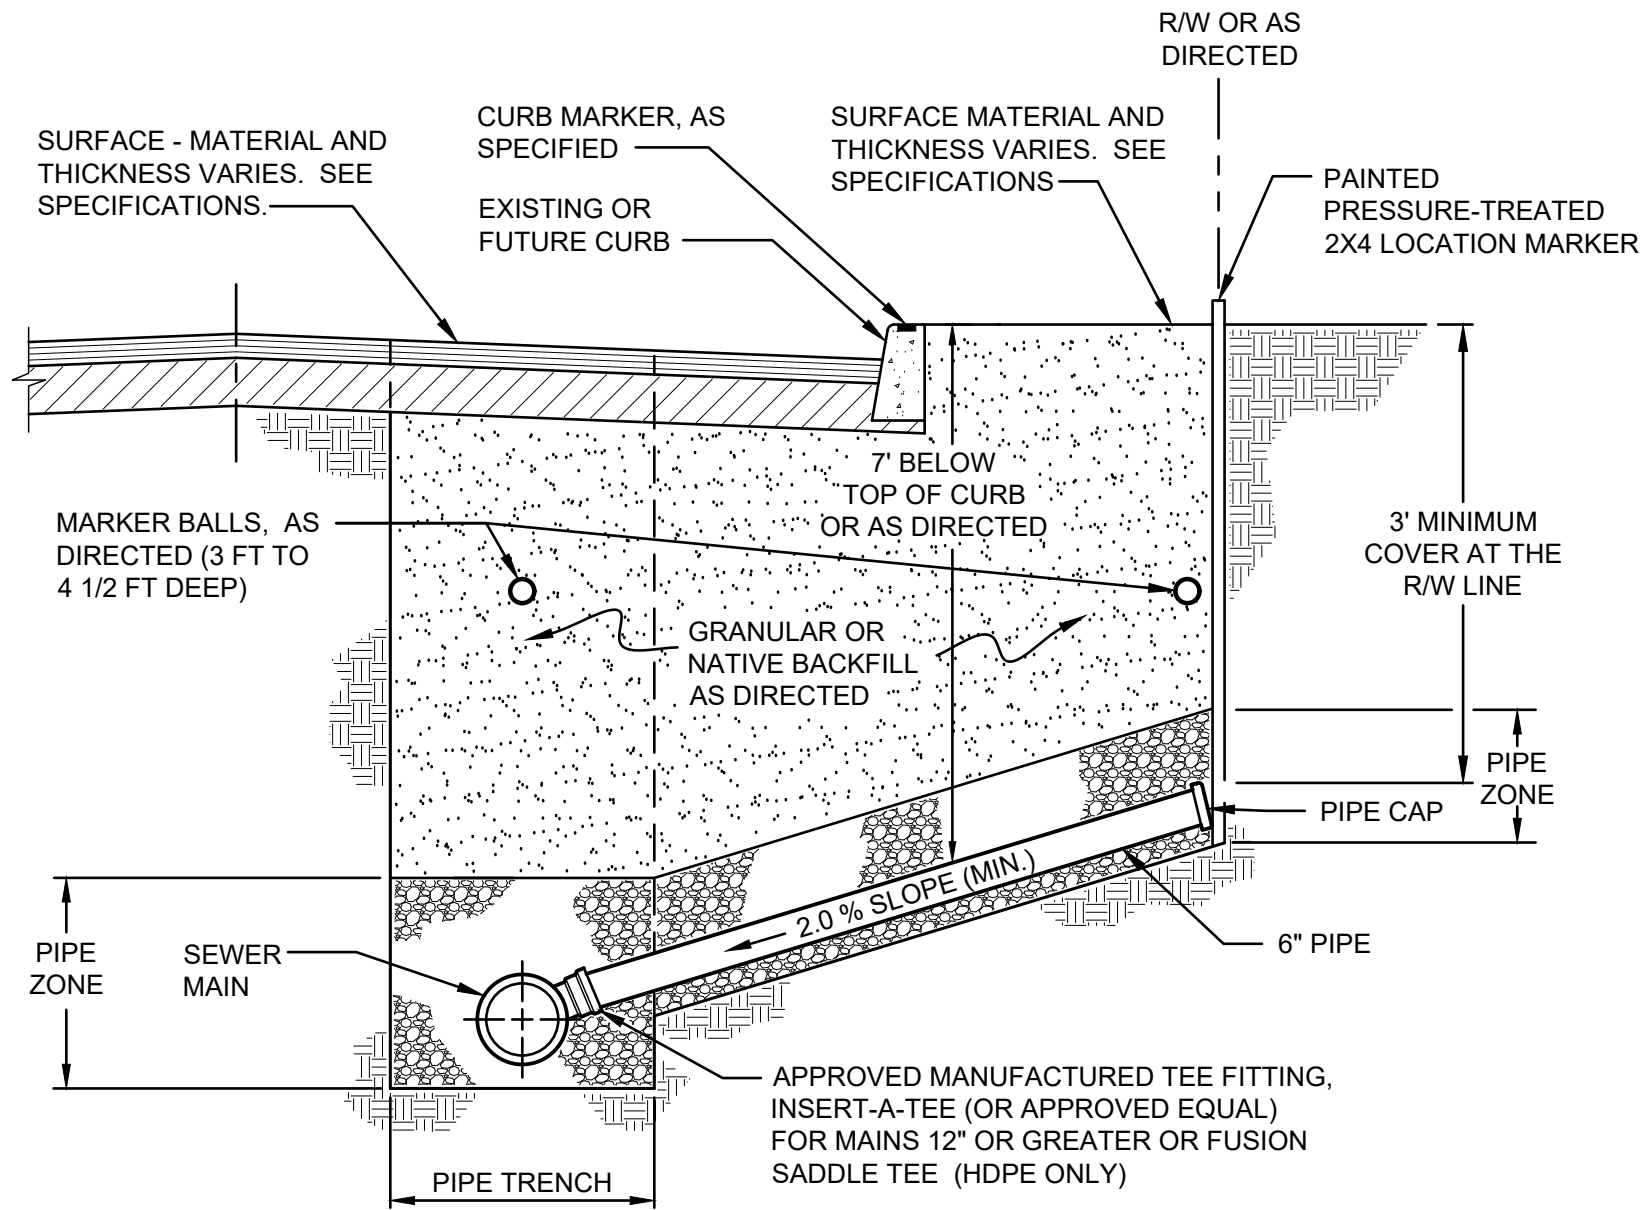 R/W OR AS
DIRECTED
SURFACE - MATERIAL AND
THICKNESS VARIES.  SEE
SPECIFICATIONS.
CURB MARKER, AS
SPECIFIED
EXISTING OR
FUTURE CURB
SURFACE MATERIAL AND
THICKNESS VARIES.  SEE
SPECIFICATIONS
PAINTED
PRESSURE-TREATED
2X4 LOCATION MARKER
7' BELOW
TOP OF CURB
OR AS DIRECTED
MARKER BALLS,  AS
DIRECTED (3 FT TO
4 1/2 FT DEEP)
3' MINIMUM
COVER AT THE
R/W LINE
GRANULAR OR
NATIVE BACKFILL
AS DIRECTED
PIPE
ZONE
PIPE CAP
2.0 % SLOPE (MIN.)
6" PIPE
PIPE
ZONE
SEWER
MAIN
APPROVED MANUFACTURED TEE FITTING,
INSERT-A-TEE (OR APPROVED EQUAL)
FOR MAINS 12" OR GREATER OR FUSION
SADDLE TEE  (HDPE ONLY)
PIPE TRENCH